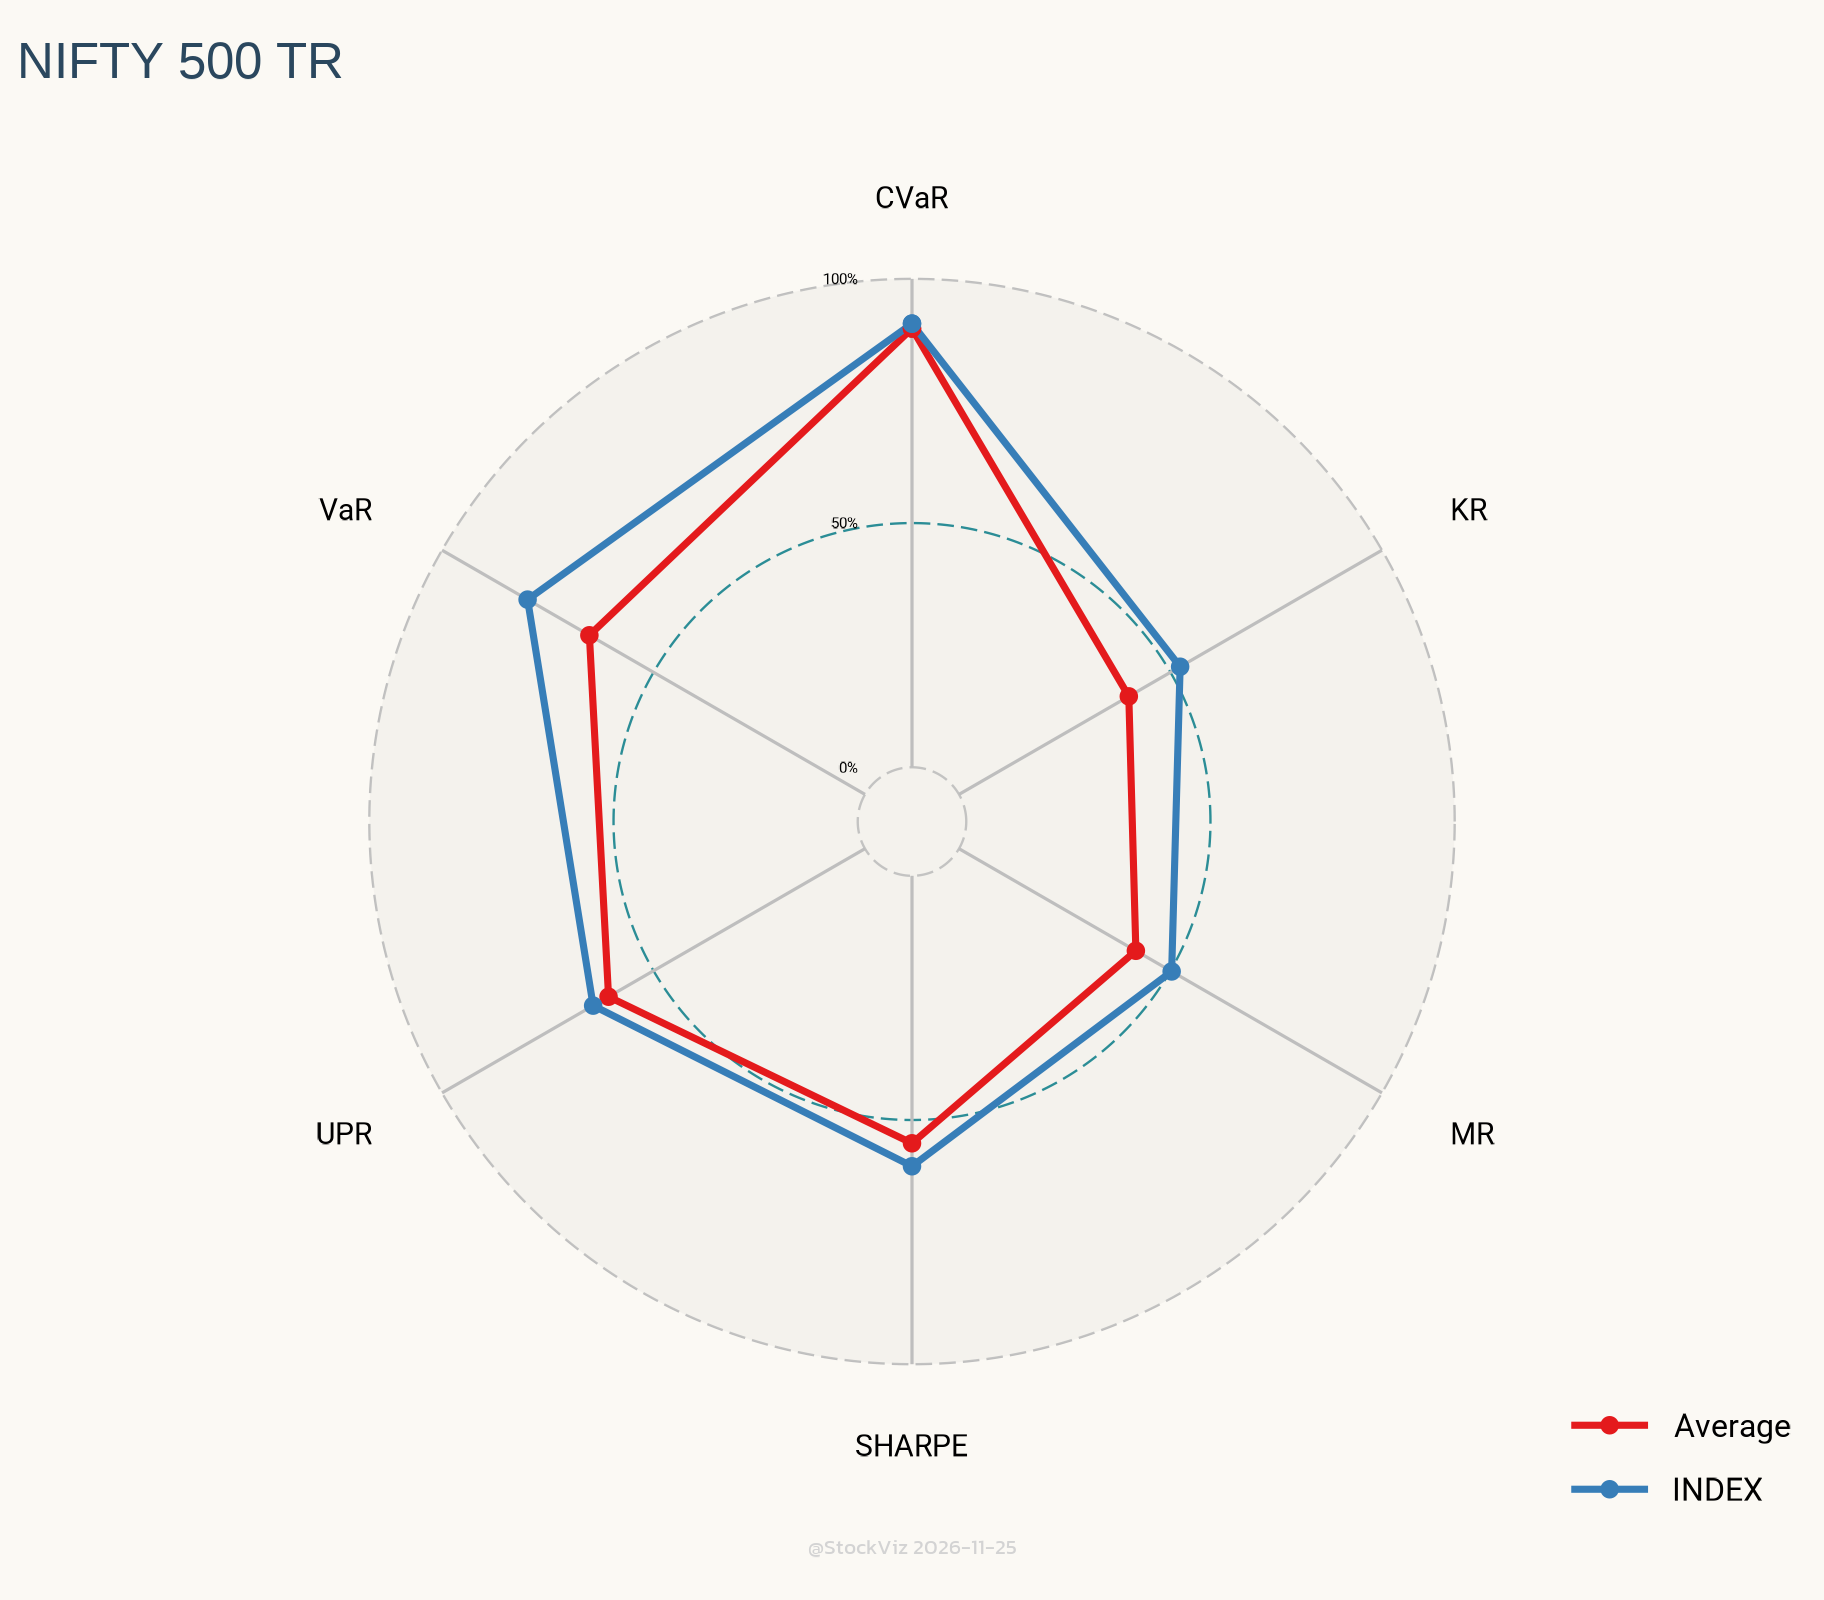 NIFTY 500 TR
CVaR
100%
KR
VaR
50%
0%
UPR
MR
SHARPE
Average
INDEX
@StockViz 2026-11-25